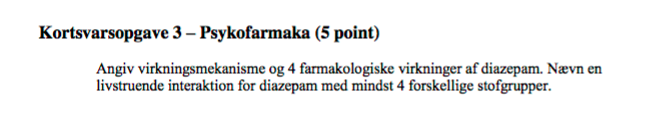 Kortsvarsopgave 3 – Psykofarmaka (5 point)
Angiv virkningsmekanisme og 4 farmakologiske virkninger af diazepam. Nævn en
livstruende interaktion for diazepam med mindst 4 forskellige stofgrupper.